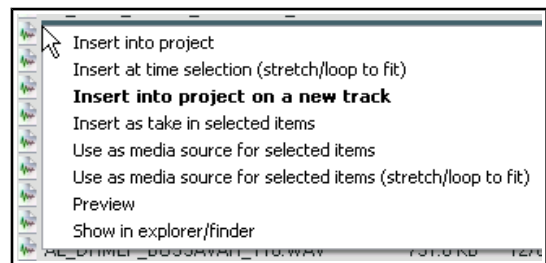 Insert into project
Insert at time selection (stretch/loop to fit)
Insert into project on a new track
Insert as take in selected items
Use as media source for selected items
Use as media source for selected items (stretch/loop to fit)
Preview
Show in explorer/finder